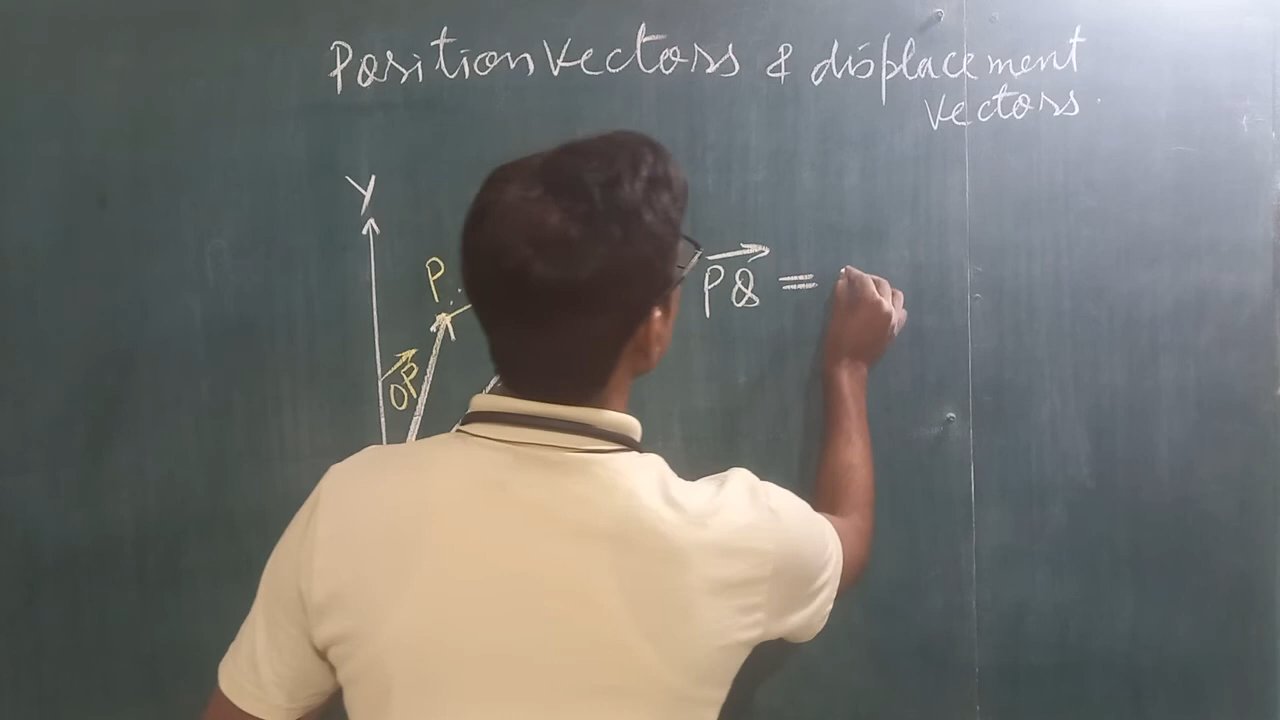 Position Vectors & displacement
vectors.
Y
P
OP
PQ =